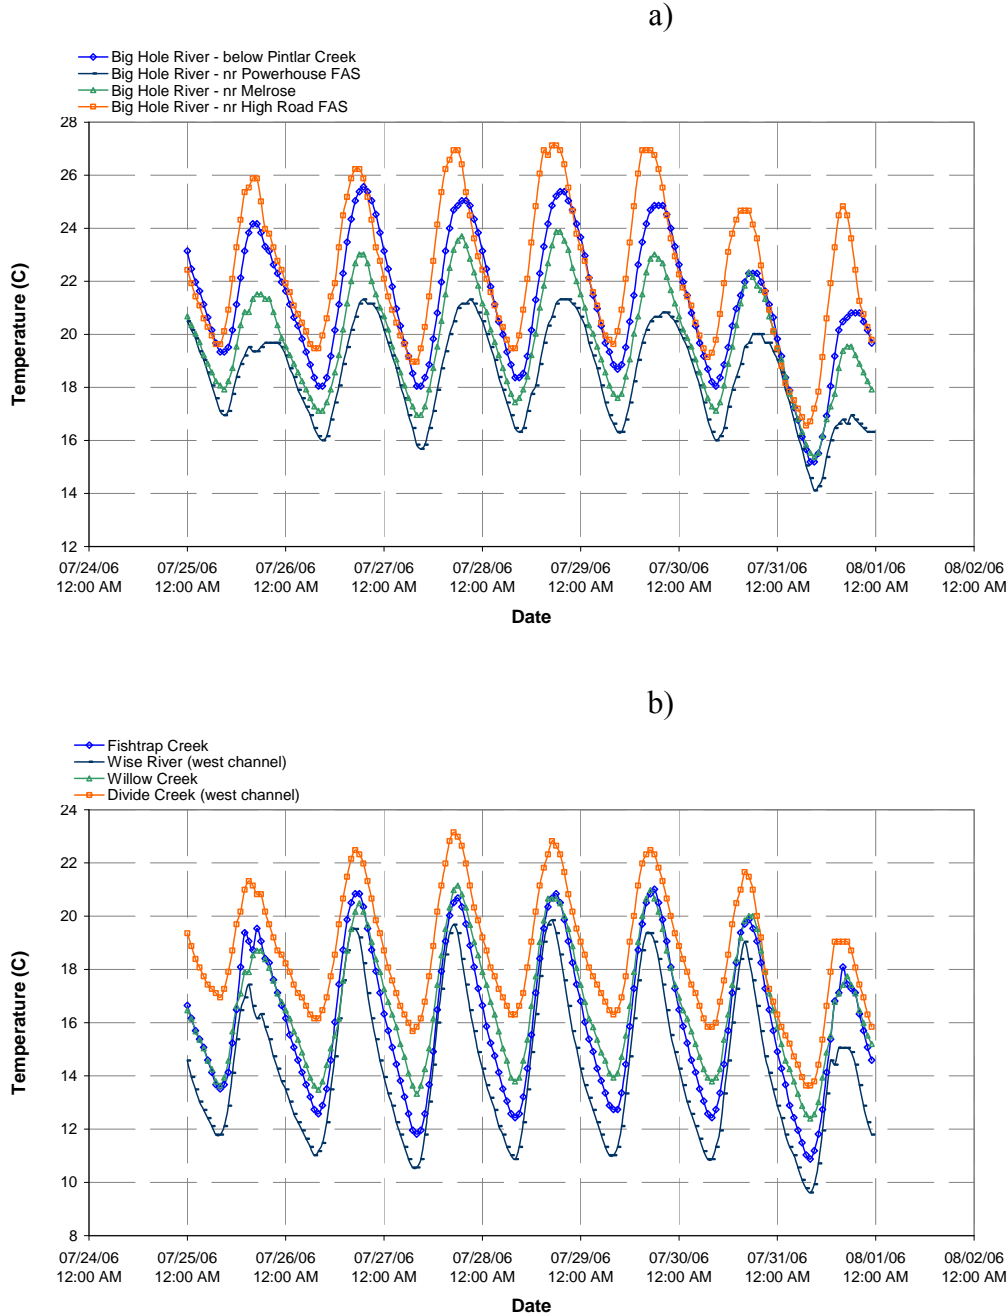 a)
Big Hole River - below Pintlar Creek
Big Hole River - nr Powerhouse FAS
Big Hole River - nr Melrose
Big Hole River - nr High Road FAS
28
26
24
22
20
18
16
14
12
Temperature (C)
07/24/06 07/25/06 07/26/06 07/27/06 07/28/06 07/29/06 07/30/06 07/31/06 08/01/06 08/02/06
12:00 AM 12:00 AM 12:00 AM 12:00 AM 12:00 AM 12:00 AM 12:00 AM 12:00 AM 12:00 AM 12:00 AM
Date
b)
Fishtrap Creek
Wise River (west channel)
Willow Creek
Divide Creek (west channel)
24
22
20
18
16
14
12
10
8
Temperature (C)
07/24/06 07/25/06 07/26/06 07/27/06 07/28/06 07/29/06 07/30/06 07/31/06 08/01/06 08/02/06
12:00 AM 12:00 AM 12:00 AM 12:00 AM 12:00 AM 12:00 AM 12:00 AM 12:00 AM 12:00 AM 12:00 AM
Date